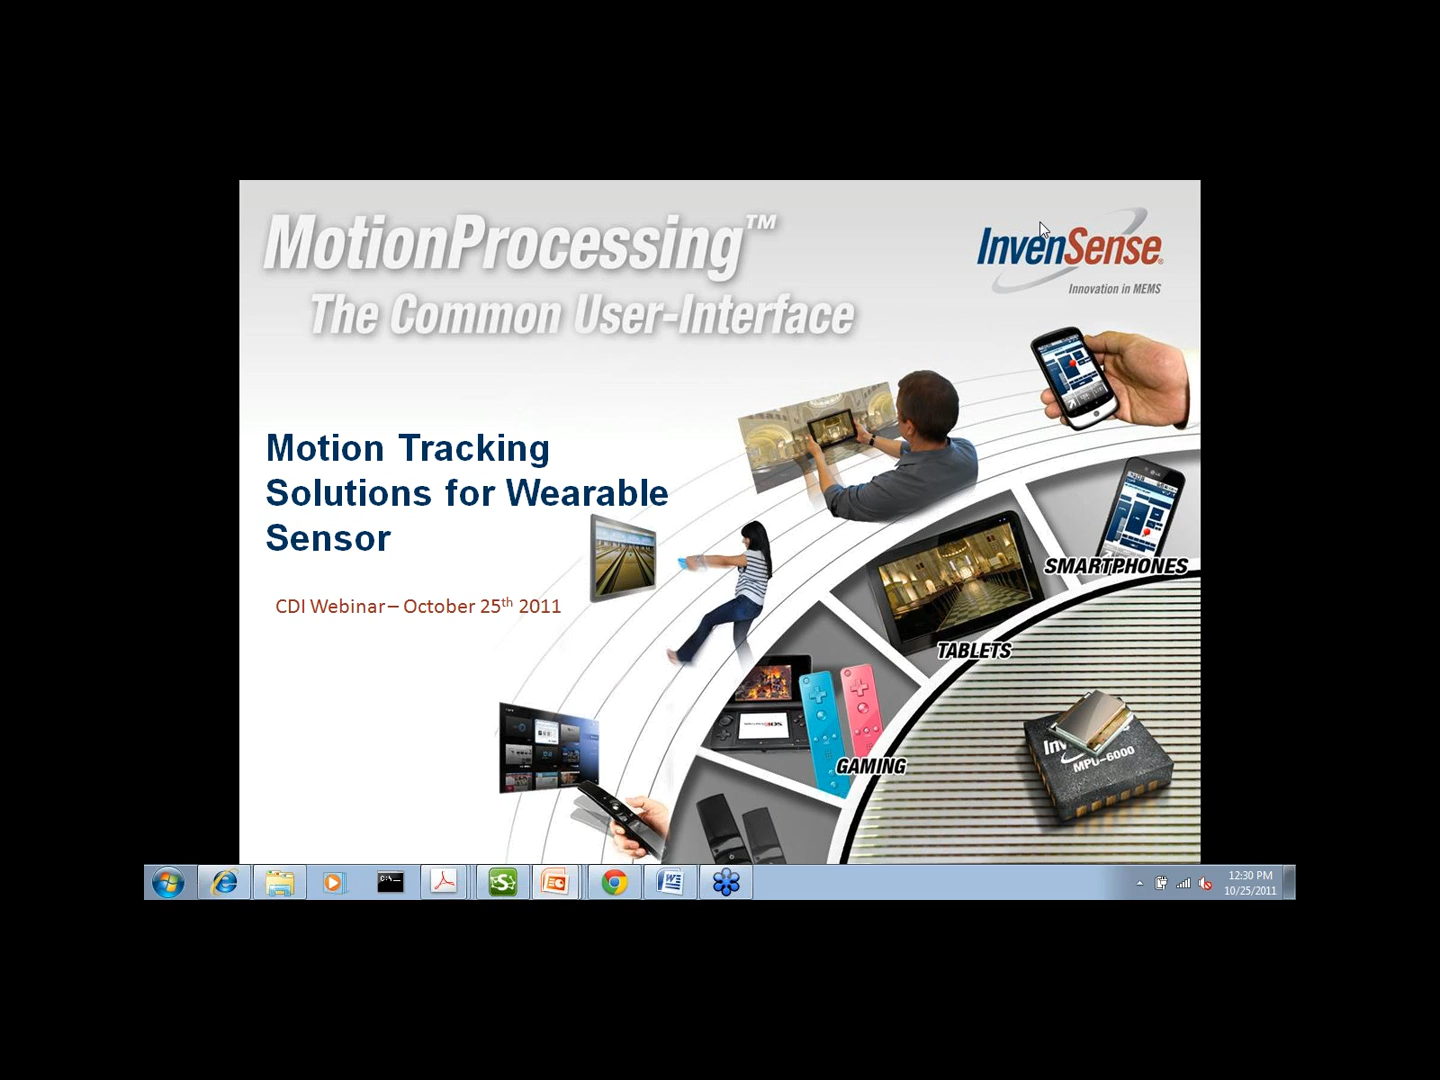 MotionProcessing™
The Common User-Interface
InvenSense®
Innovation in MEMS
Motion Tracking
Solutions for Wearable
Sensor
CDI Webinar – October 25th 2011
SMARTPHONES
TABLETS
GAMING
MPU-6000
12:30 PM
10/25/2011